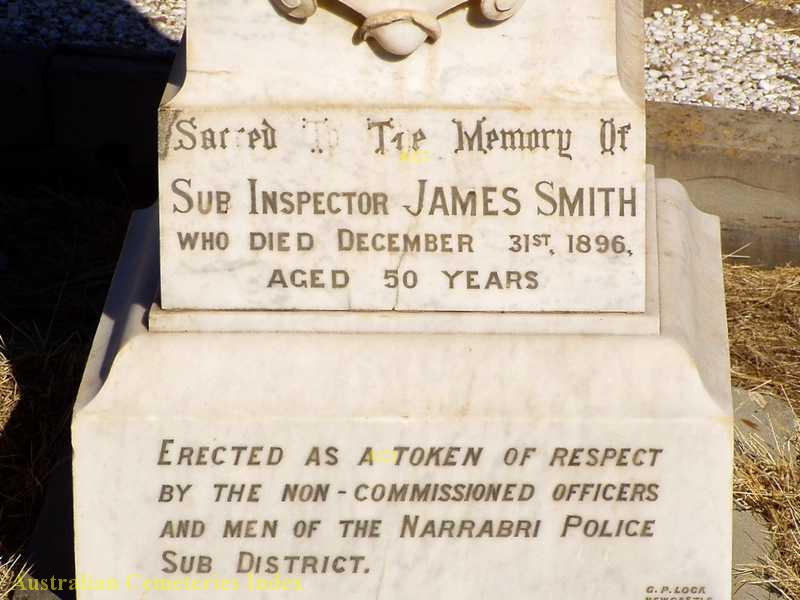 Sacred To The Memory Of
SUB INSPECTOR JAMES SMITH
WHO DIED DECEMBER 31ST, 1896,
AGED 50 YEARS
ERECTED AS A TOKEN OF RESPECT
BY THE NON-COMMISSIONED OFFICERS
AND MEN OF THE NARRABRI POLICE
SUB DISTRICT.
G. P. LOCK
NEWCASTLE
Australian Cemeteries Index